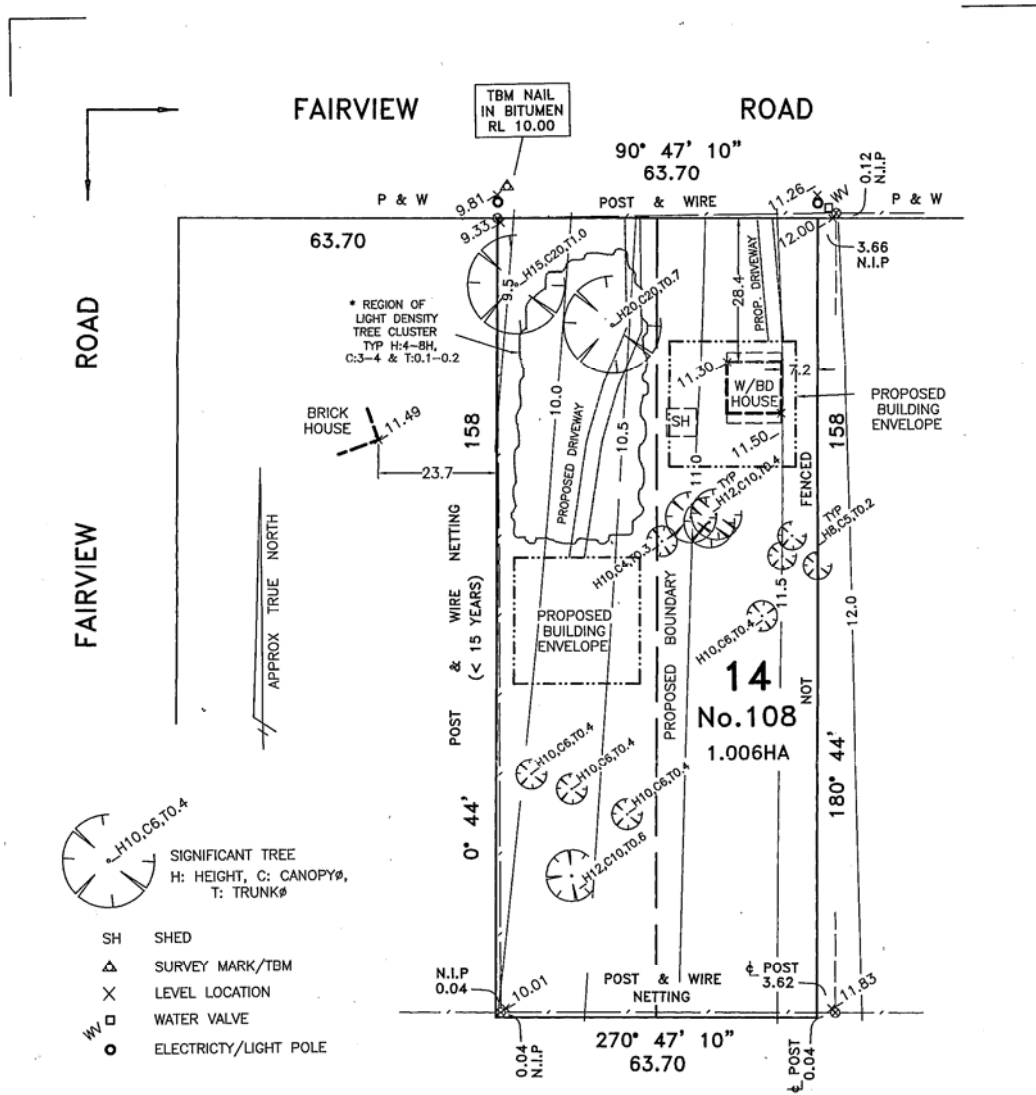 FAIRVIEW ROAD
TBM NAIL
IN BITUMEN
RL 10.00
90° 47' 10"
63.70
0.12
N.I.P
P & W
9.81
POST & WIRE
11.26
WV
P & W
63.70
9.33
12.00
3.66
N.I.P
H15,C20,T1.0
9.5
H20,C20,T0.7
28.4
PROP. DRIVEWAY
* REGION OF
LIGHT DENSITY
TREE CLUSTER
TYP H:4-8H,
C:3-4 & T:0.1-0.2
ROAD
FAIRVIEW
11.30
7.2
W/BD
HOUSE
PROPOSED
BUILDING
ENVELOPE
BRICK
HOUSE
11.49
158
10.0
PROPOSED DRIVEWAY
10.5
SH
11.0
11.50
158
23.7
TYP
H12,C10,T0.4
FENCED
TYP
H8,C5,T0.2
H10,C4,T0.3
APPROX TRUE NORTH
POST & WIRE NETTING
(< 15 YEARS)
PROPOSED
BUILDING
ENVELOPE
PROPOSED BOUNDARY
11.5
12.0
H10,C6,T0.4
14
No.108
1.006HA
NOT
H10,C6,T0.4
H10,C6,T0.4
H10,C6,T0.4
H12,C10,T0.6
0° 44'
180° 44'
H10,C6,T0.4
SIGNIFICANT TREE
H: HEIGHT, C: CANOPYø,
T: TRUNKø
SH SHED
SURVEY MARK/TBM
LEVEL LOCATION
WV WATER VALVE
ELECTRICTY/LIGHT POLE
N.I.P
0.04
10.01
POST & WIRE
NETTING
℄ POST
3.62
11.83
0.04
N.I.P
270° 47' 10"
63.70
℄ POST
0.04